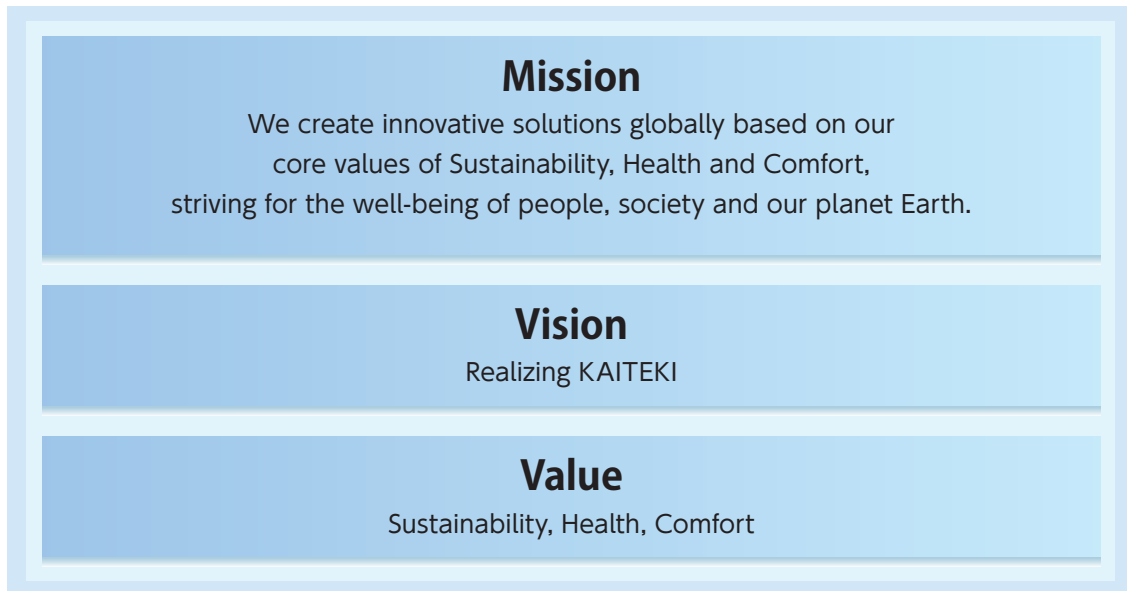 Mission
We create innovative solutions globally based on our
core values of Sustainability, Health and Comfort,
striving for the well-being of people, society and our planet Earth.
Vision
Realizing KAITEKI
Value
Sustainability, Health, Comfort